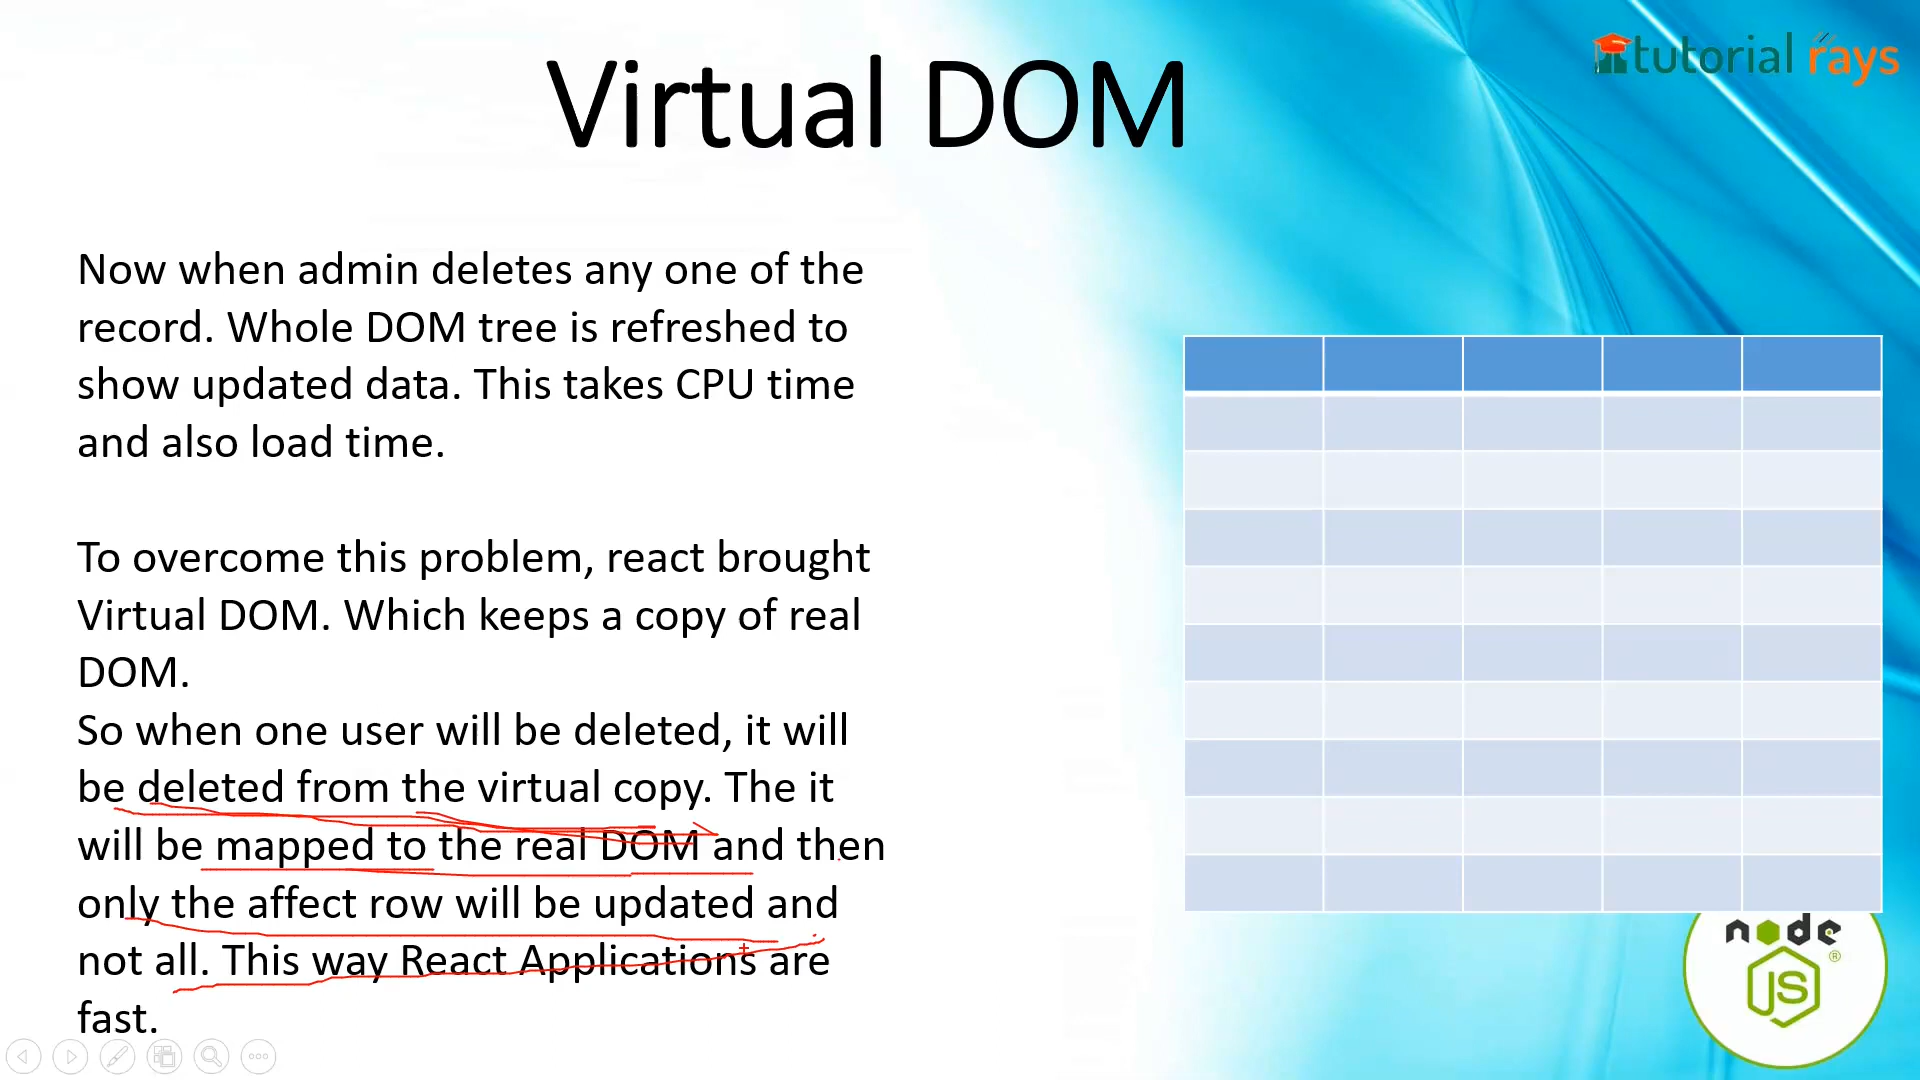 Virtual DOM
tutorial rays
Now when admin deletes any one of the
record. Whole DOM tree is refreshed to
show updated data. This takes CPU time
and also load time.
To overcome this problem, react brought
Virtual DOM. Which keeps a copy of real
DOM.
So when one user will be deleted, it will
be deleted from the virtual copy. The it
will be mapped to the real DOM and then
only the affect row will be updated and
not all. This way React Applications are
fast.
node
JS
®